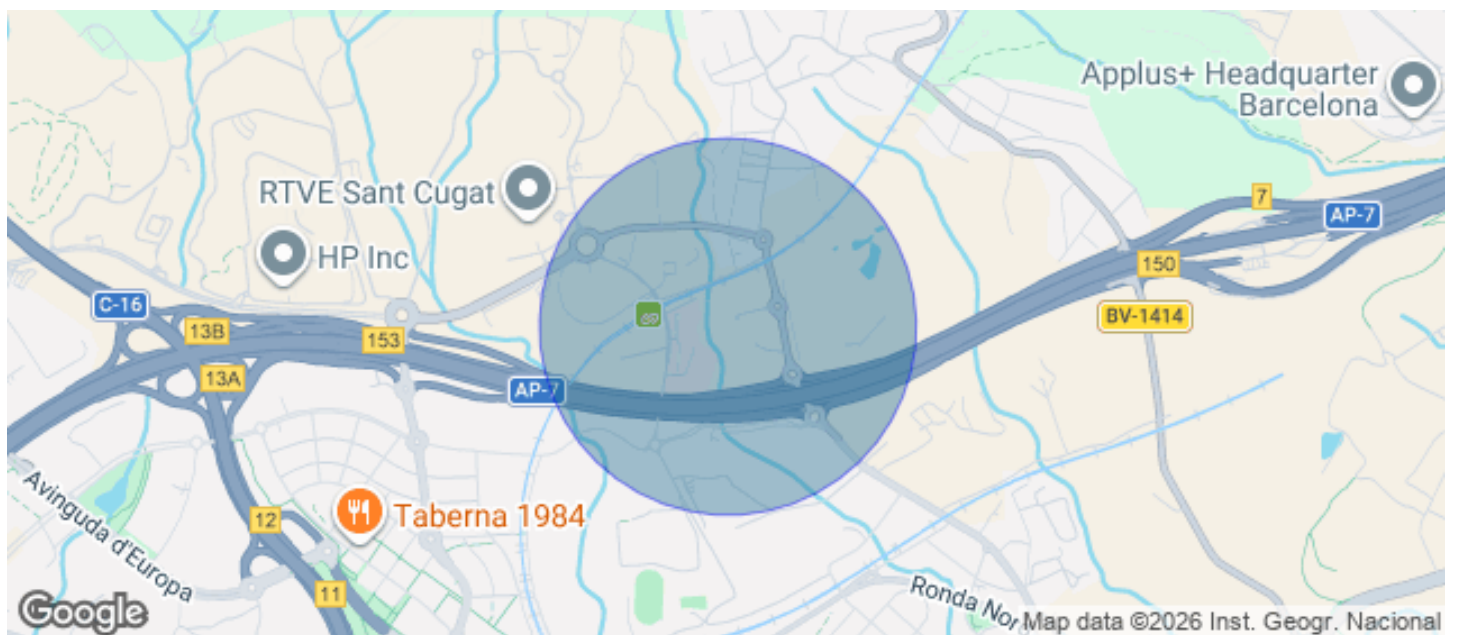 Applus+ Headquarter
Barcelona
RTVE Sant Cugat
7
AP-7
HP Inc
150
C-16
13B
BV-1414
153
13A
AP-7
Avinguda d'Europa
12
Taberna 1984
11
Ronda Nor
Google
Map data ©2026 Inst. Geogr. Nacional